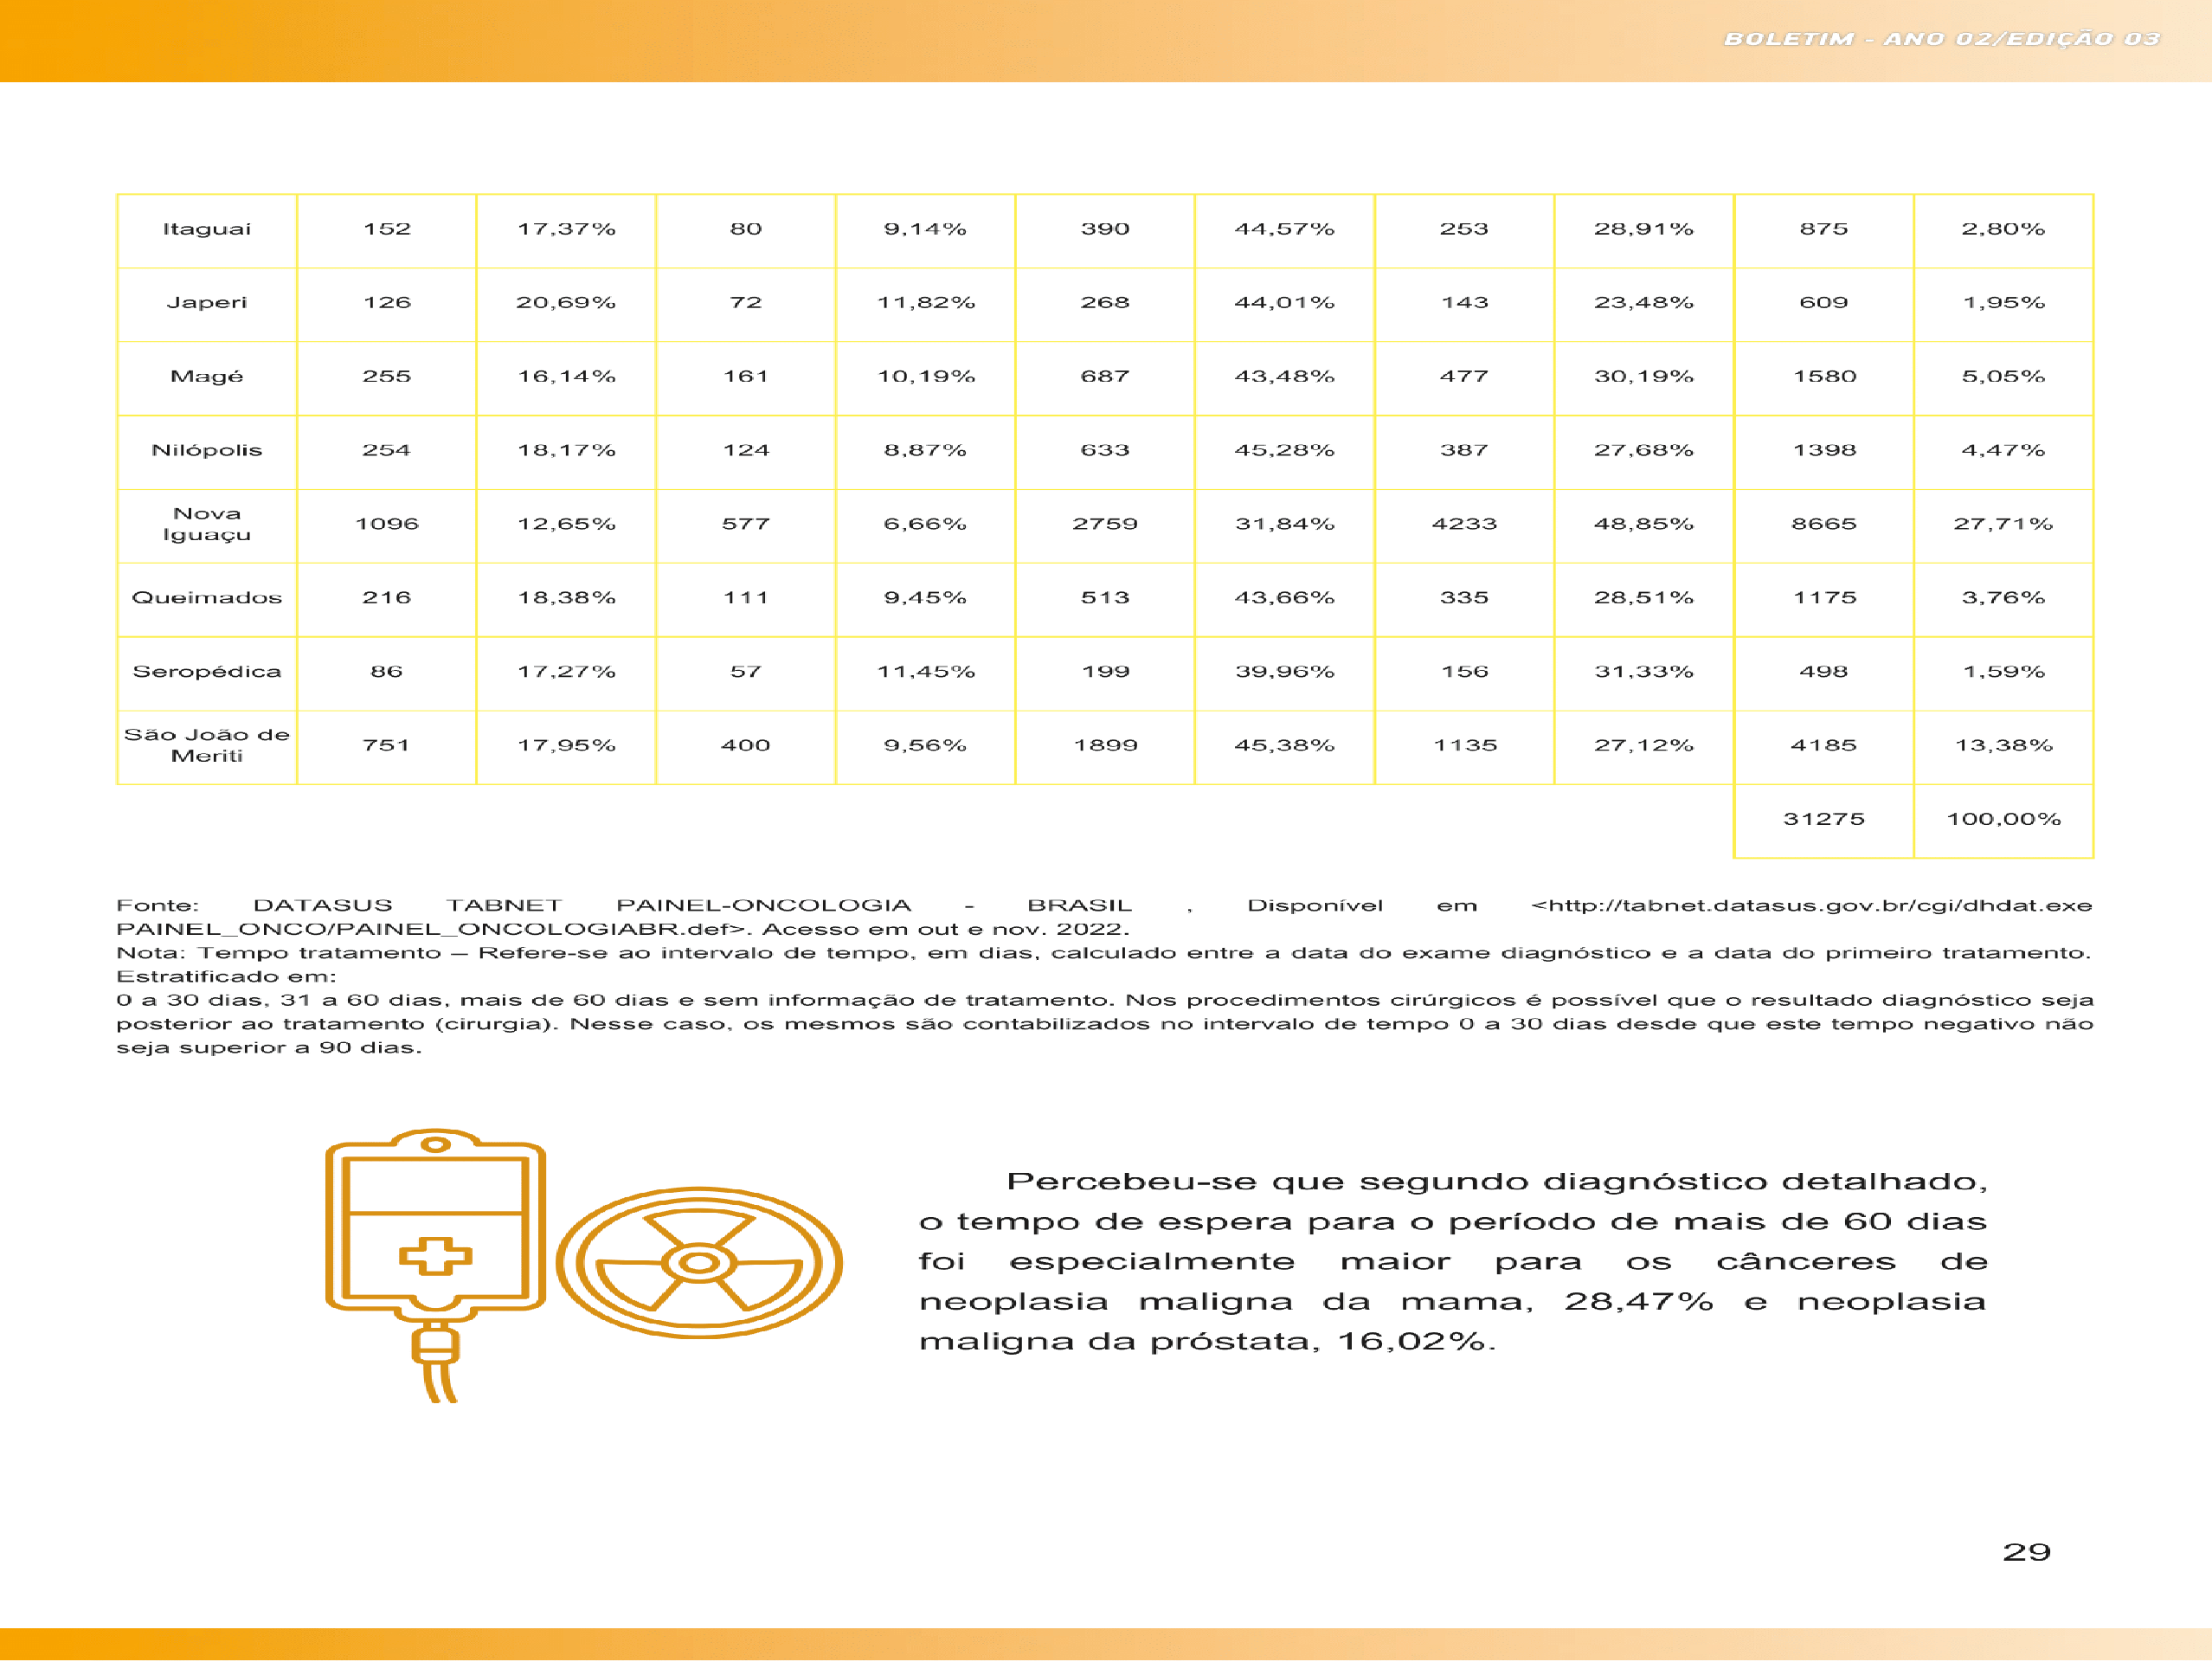 BOLETIM - ANO 02/EDIÇÃO 03
Itaguaí 152 17,37% 80 9,14% 390 44,57% 253 28,91% 875 2,80%
Japeri 126 20,69% 72 11,82% 268 44,01% 143 23,48% 609 1,95%
Magé 255 16,14% 161 10,19% 687 43,48% 477 30,19% 1580 5,05%
Nilópolis 254 18,17% 124 8,87% 633 45,28% 387 27,68% 1398 4,47%
Nova
Iguaçu 1096 12,65% 577 6,66% 2759 31,84% 4233 48,85% 8665 27,71%
Queimados 216 18,38% 111 9,45% 513 43,66% 335 28,51% 1175 3,76%
Seropédica 86 17,27% 57 11,45% 199 39,96% 156 31,33% 498 1,59%
São João de
Meriti 751 17,95% 400 9,56% 1899 45,38% 1135 27,12% 4185 13,38%
31275 100,00%
Fonte: DATASUS TABNET PAINEL-ONCOLOGIA - BRASIL , Disponível em <http://tabnet.datasus.gov.br/cgi/dhdat.exe
PAINEL_ONCO/PAINEL_ONCOLOGIABR.def>. Acesso em out e nov. 2022.
Nota: Tempo tratamento – Refere-se ao intervalo de tempo, em dias, calculado entre a data do exame diagnóstico e a data do primeiro tratamento.
Estratificado em:
0 a 30 dias, 31 a 60 dias, mais de 60 dias e sem informação de tratamento. Nos procedimentos cirúrgicos é possível que o resultado diagnóstico seja
posterior ao tratamento (cirurgia). Nesse caso, os mesmos são contabilizados no intervalo de tempo 0 a 30 dias desde que este tempo negativo não
seja superior a 90 dias.
Percebeu-se que segundo diagnóstico detalhado,
o tempo de espera para o período de mais de 60 dias
foi especialmente maior para os cânceres de
neoplasia maligna da mama, 28,47% e neoplasia
maligna da próstata, 16,02%.
29